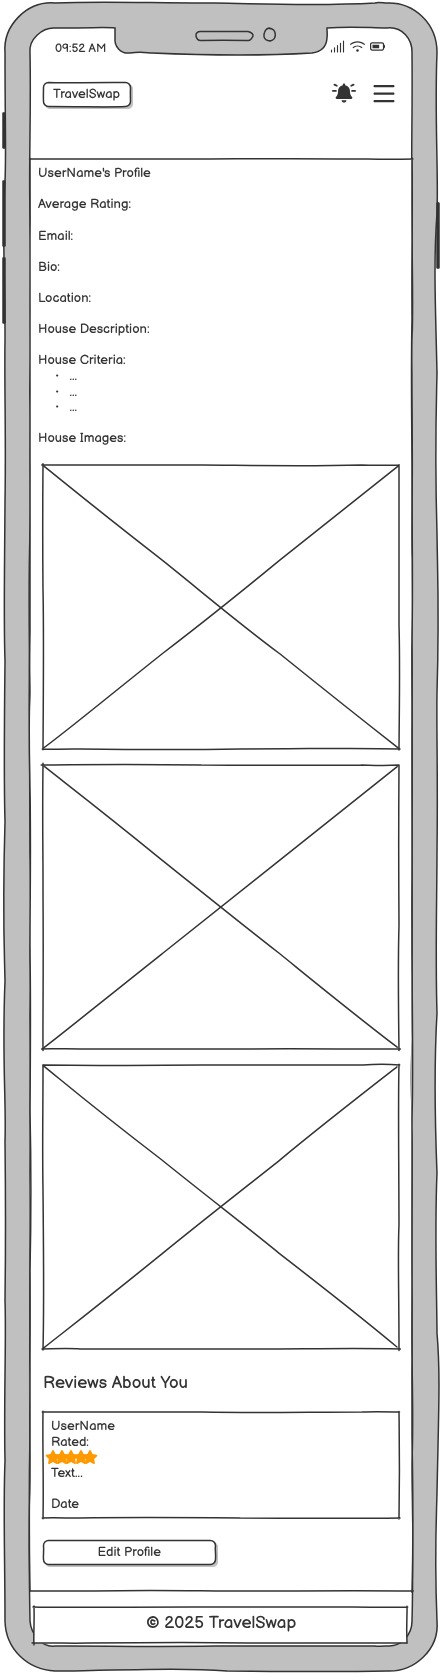 09:52 AM
TravelSwap
UserName's Profile
Average Rating:
Email:
Bio:
Location:
House Description:
House Criteria:
• ...
• ...
• ...
House Images:
Reviews About You
UserName
Rated:
Text...
Date
Edit Profile
© 2025 TravelSwap